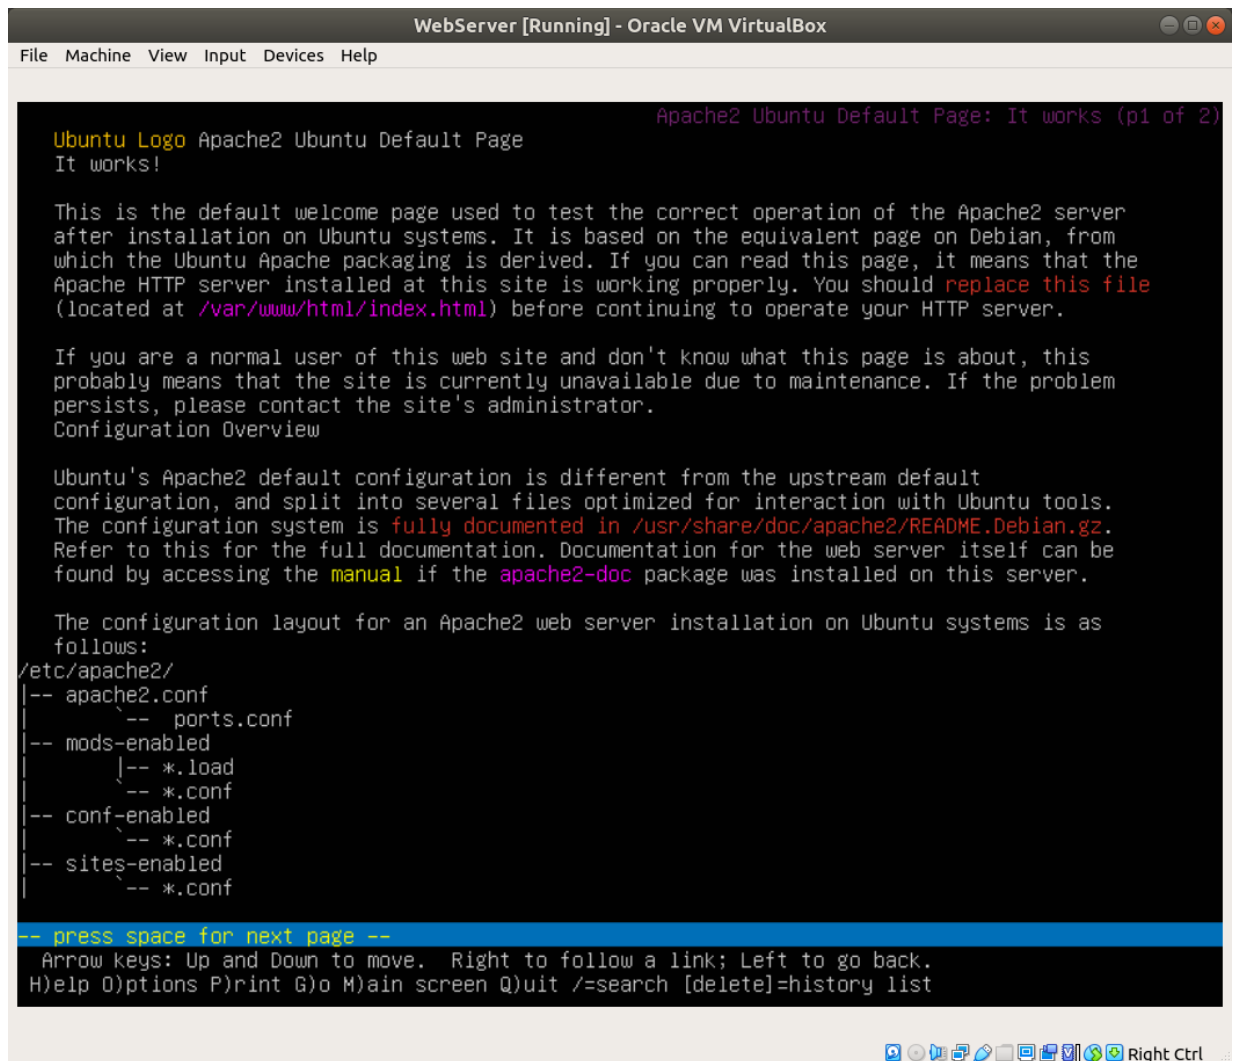 WebServer [Running] - Oracle VM VirtualBox
File Machine View Input Devices Help
Apache2 Ubuntu Default Page: It works (p1 of 2)
Ubuntu Logo Apache2 Ubuntu Default Page
It works!
This is the default welcome page used to test the correct operation of the Apache2 server
after installation on Ubuntu systems. It is based on the equivalent page on Debian, from
which the Ubuntu Apache packaging is derived. If you can read this page, it means that the
Apache HTTP server installed at this site is working properly. You should replace this file
(located at /var/www/html/index.html) before continuing to operate your HTTP server.
If you are a normal user of this web site and don't know what this page is about, this
probably means that the site is currently unavailable due to maintenance. If the problem
persists, please contact the site's administrator.
Configuration Overview
Ubuntu's Apache2 default configuration is different from the upstream default
configuration, and split into several files optimized for interaction with Ubuntu tools.
The configuration system is fully documented in /usr/share/doc/apache2/README.Debian.gz.
Refer to this for the full documentation. Documentation for the web server itself can be
found by accessing the manual if the apache2-doc package was installed on this server.
The configuration layout for an Apache2 web server installation on Ubuntu systems is as
follows:
/etc/apache2/
|-- apache2.conf
|       `--  ports.conf
|-- mods-enabled
|       |-- *.load
|       `-- *.conf
|-- conf-enabled
|       `-- *.conf
|-- sites-enabled
|       `-- *.conf
-- press space for next page --
Arrow keys: Up and Down to move.  Right to follow a link; Left to go back.
H)elp O)ptions P)rint G)o M)ain screen Q)uit /=search [delete]=history list
Right Ctrl